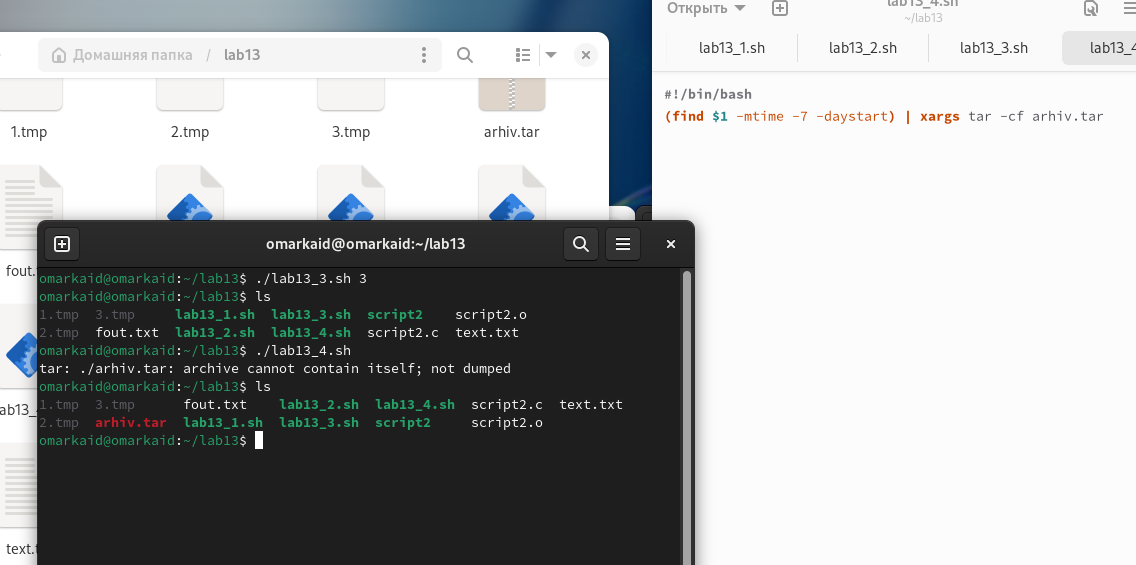 Открыть
lab13_4.sh
~/lab13
Домашняя папка / lab13
lab13_1.sh
lab13_2.sh
lab13_3.sh
#!/bin/bash
(find $1 -mtime -7 -daystart) | xargs tar -cf arhiv.tar
1.tmp
2.tmp
3.tmp
arhiv.tar
omarkaid@omarkaid:~/lab13
omarkaid@omarkaid:~/lab13$ ./lab13_3.sh 3
omarkaid@omarkaid:~/lab13$ ls
1.tmp 3.tmp lab13_1.sh lab13_3.sh script2 script2.o
2.tmp fout.txt lab13_2.sh lab13_4.sh script2.c text.txt
omarkaid@omarkaid:~/lab13$ ./lab13_4.sh
tar: ./arhiv.tar: archive cannot contain itself; not dumped
omarkaid@omarkaid:~/lab13$ ls
1.tmp 3.tmp fout.txt lab13_2.sh lab13_4.sh script2.c text.txt
2.tmp arhiv.tar lab13_1.sh lab13_3.sh script2 script2.o
omarkaid@omarkaid:~/lab13$